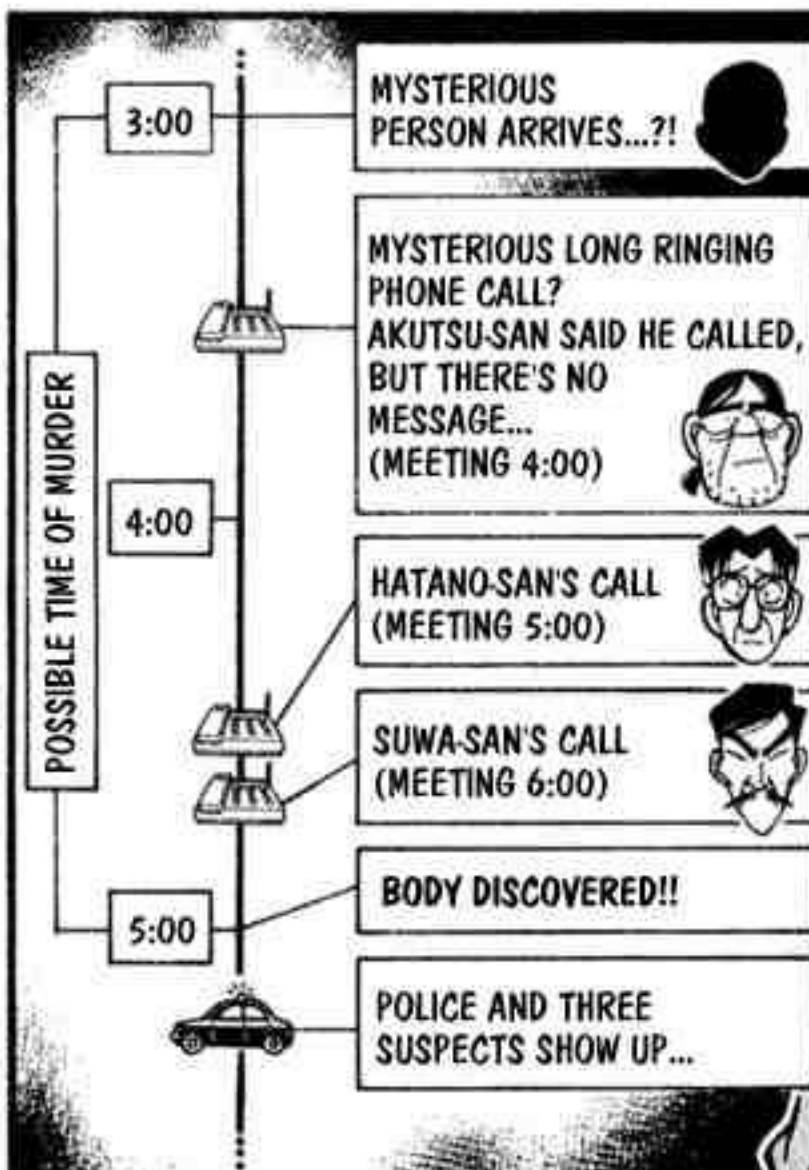 3:00
MYSTERIOUS
PERSON ARRIVES...?!
MYSTERIOUS LONG RINGING
PHONE CALL?
AKUTSU-SAN SAID HE CALLED,
BUT THERE'S NO
MESSAGE...
(MEETING 4:00)
POSSIBLE TIME OF MURDER
4:00
HATANO-SAN'S CALL
(MEETING 5:00)
SUWA-SAN'S CALL
(MEETING 6:00)
5:00
BODY DISCOVERED!!
POLICE AND THREE
SUSPECTS SHOW UP...